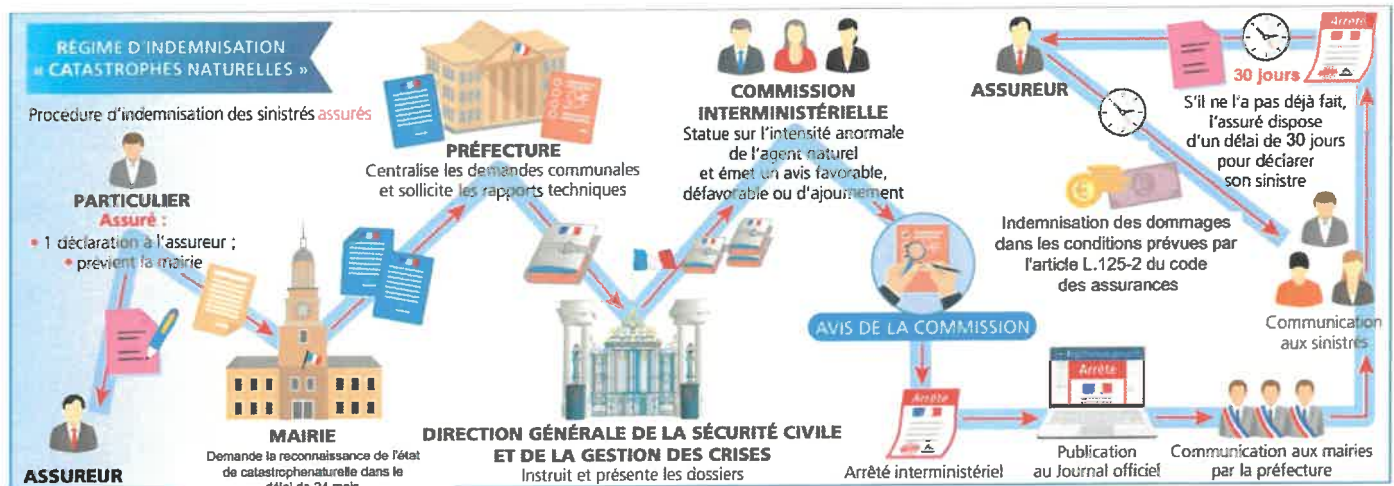 RÉGIME D'INDEMNISATION
« CATASTROPHES NATURELLES »
Procédure d'indemnisation des sinistrés assurés
PARTICULIER
Assuré :
• 1 déclaration à l'assureur ;
• prévient la mairie
ASSUREUR
MAIRIE
Demande la reconnaissance de l'état
de catastrophenaturelle dans le
délai de 24 mois
PRÉFECTURE
Centralise les demandes communales
et sollicite les rapports techniques
DIRECTION GÉNÉRALE DE LA SÉCURITÉ CIVILE
ET DE LA GESTION DES CRISES
Instruit et présente les dossiers
COMMISSION
INTERMINISTÉRIELLE
Statue sur l'intensité anormale
de l'agent naturel
et émet un avis favorable,
défavorable ou d'ajournement
AVIS DE LA COMMISSION
Arrêté
Arrêté interministériel
Arrêté
Publication
au Journal officiel
Communication aux mairies
par la préfecture
Communication
aux sinistrés
Arrêté
30 jours
S'il ne l'a pas déjà fait,
l'assuré dispose
d'un délai de 30 jours
pour déclarer
son sinistre
ASSUREUR
Indemnisation des dommages
dans les conditions prévues par
l'article L.125-2 du code
des assurances